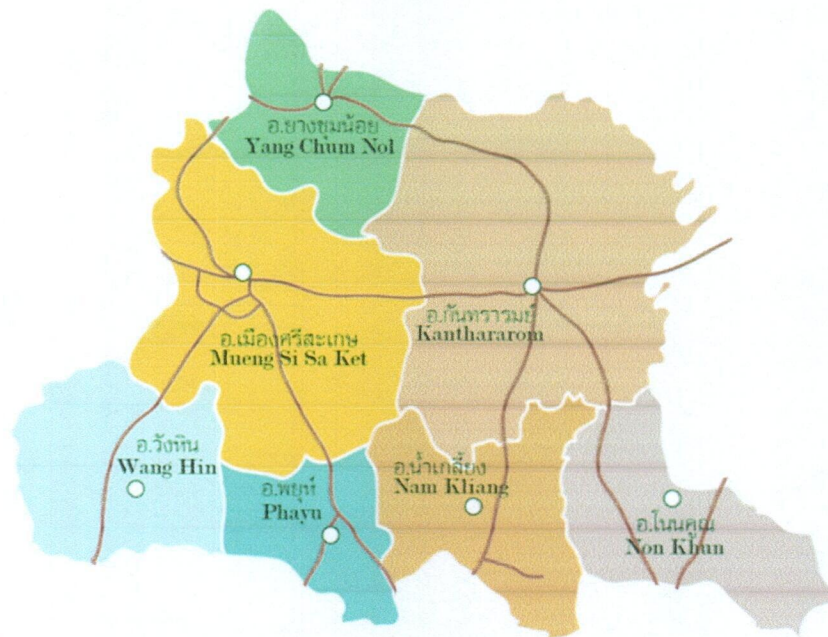 อ.ยางชุมน้อย
Yang Chum NoI
อ.เมืองศรีสะเกษ
Mueng Si Sa Ket
อ.กันทรารมย์
Kanthararom
อ.วังหิน
Wang Hin
อ.พยุห์
Phayu
อ.น้ำเกลี้ยง
Nam Kliang
อ.โนนคูณ
Non Khun